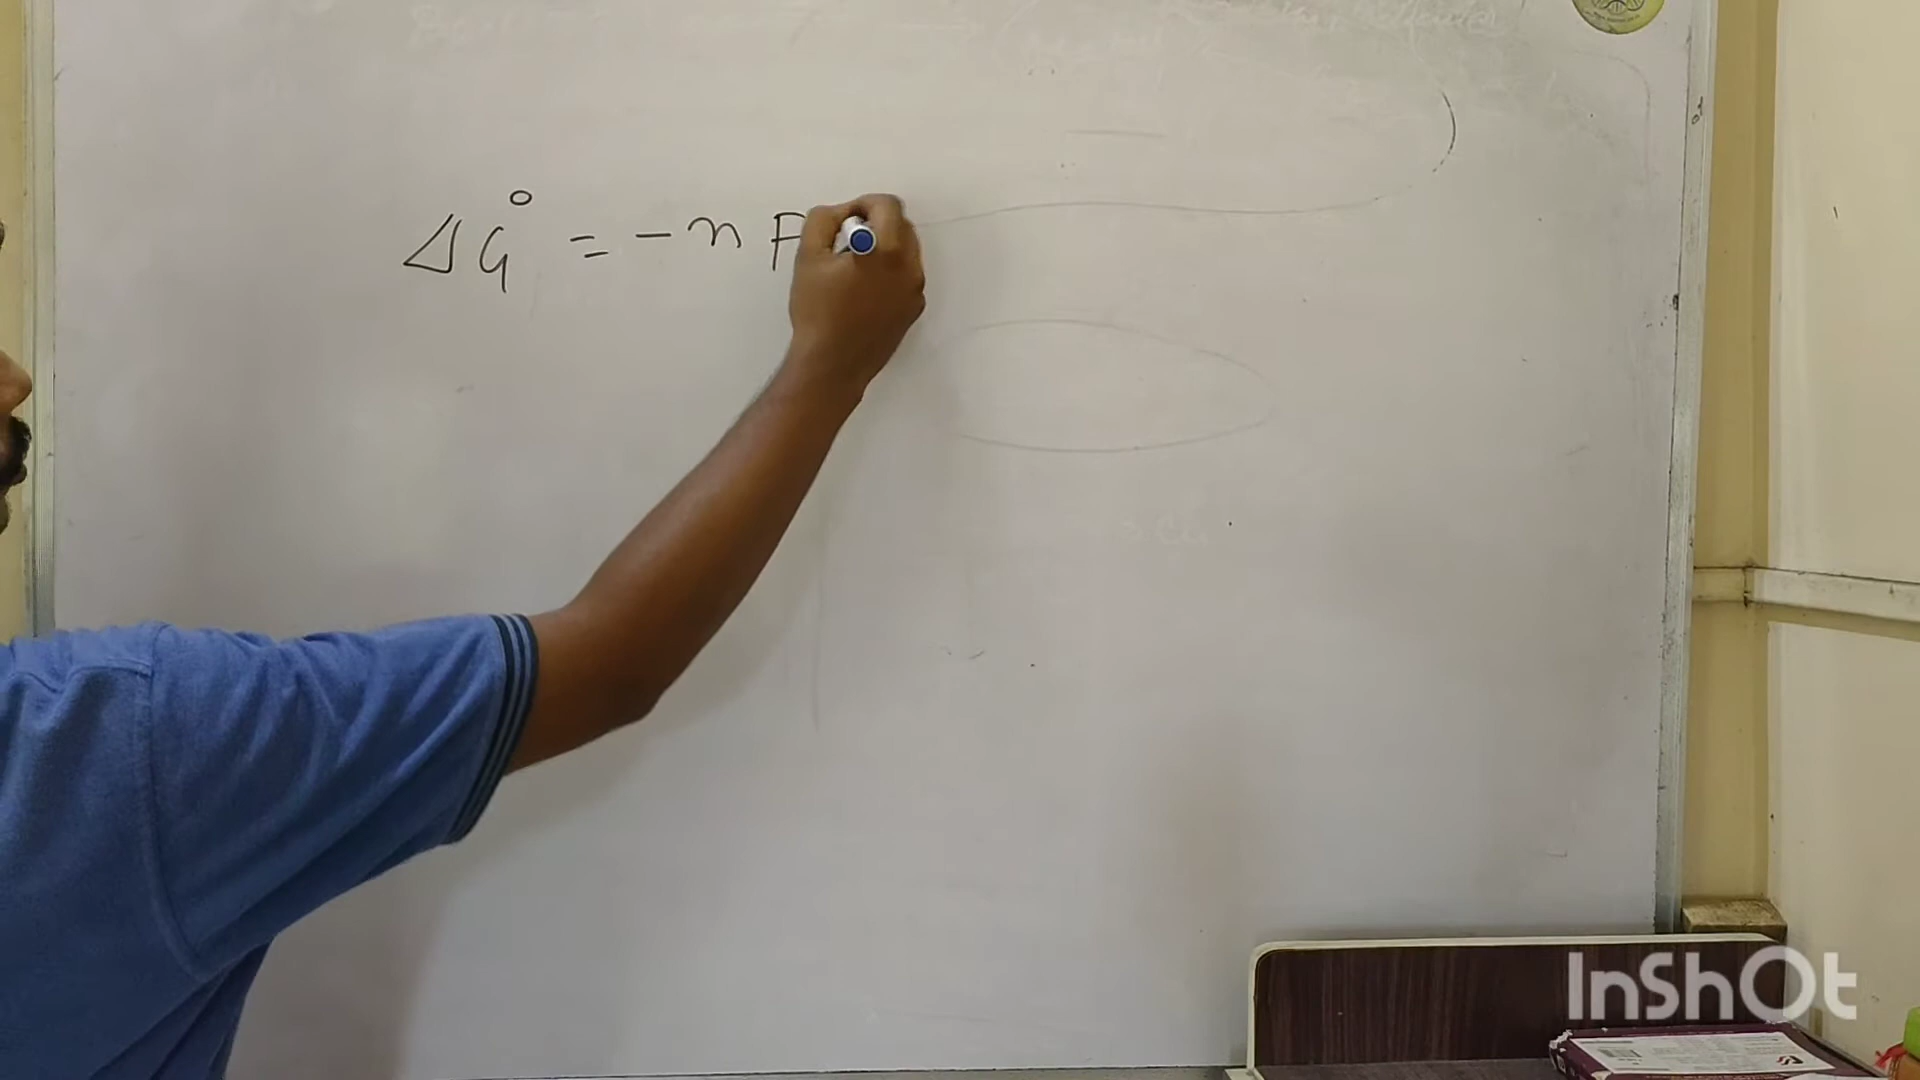 ΔG° = -nF
InShOt